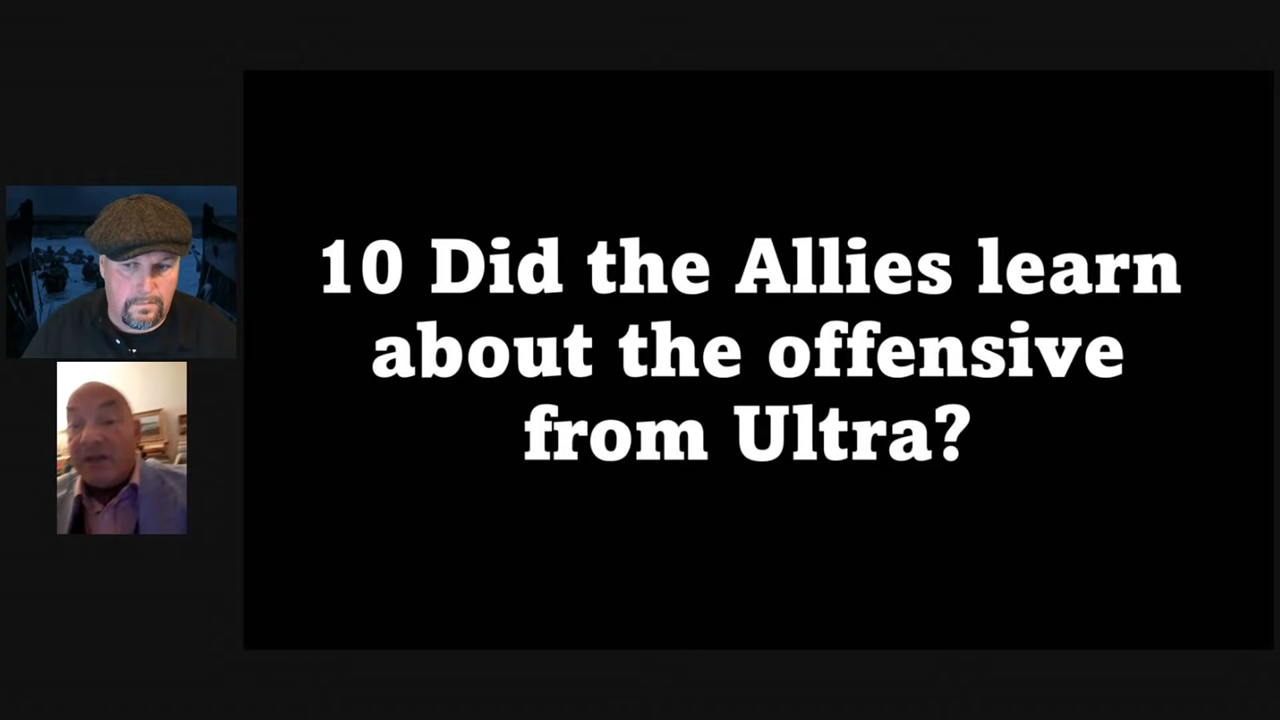 10 Did the Allies learn
about the offensive
from Ultra?